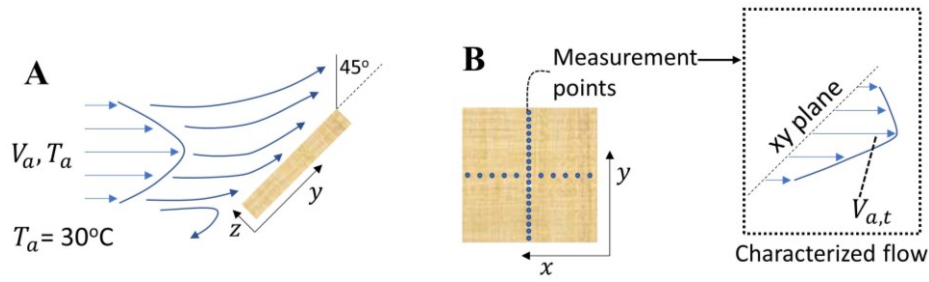 A
45°
Vₐ, Tₐ
Tₐ= 30°C
z
y
B
Measurement
points
y
x
xy plane
Vₐ,ₜ
Characterized flow